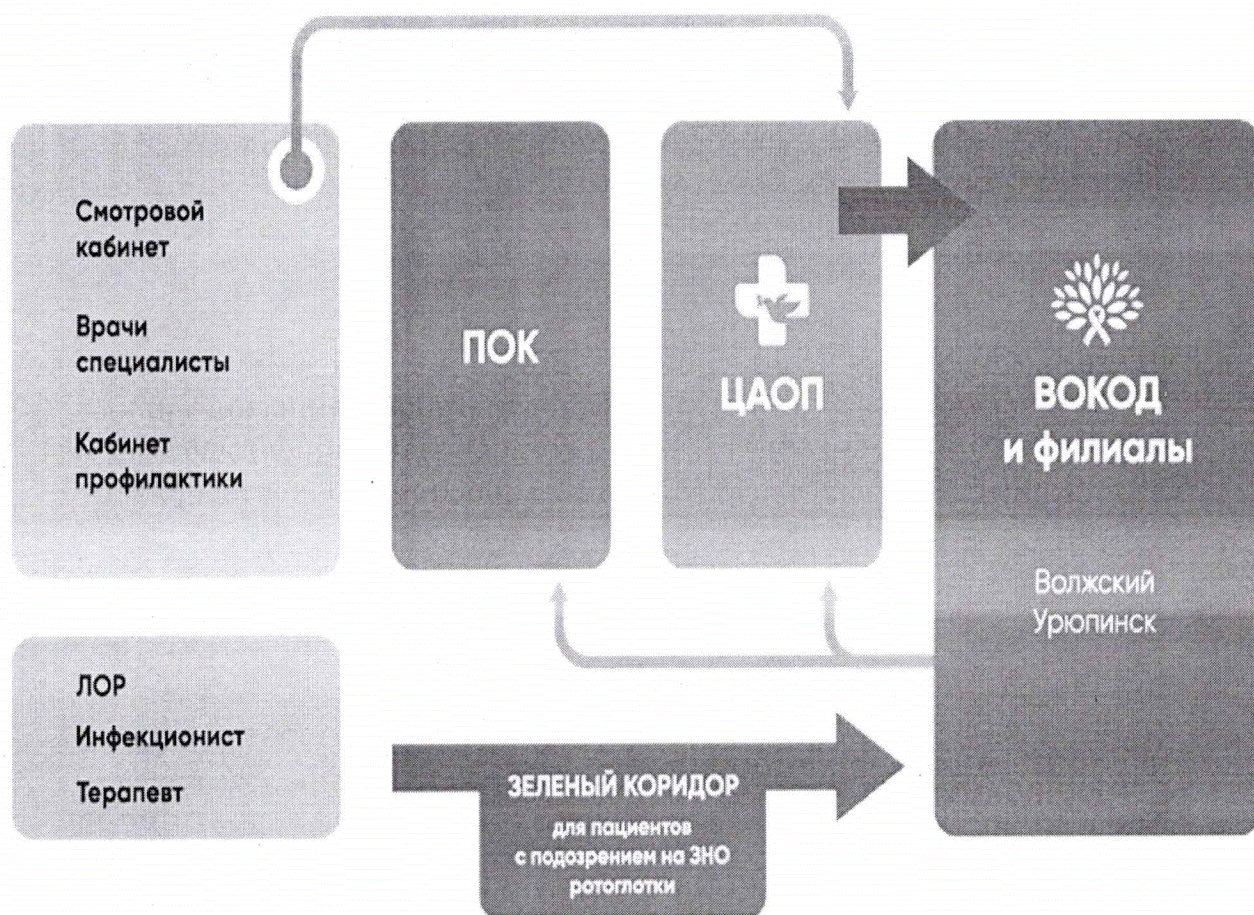 Смотровой
кабинет
Врачи
специалисты
Кабинет
профилактики
ПОК
ЦАОП
ВОКОД
и филиалы
Волжский
Урюпинск
ЛОР
Инфекционист
Терапевт
ЗЕЛЕНЫЙ КОРИДОР
для пациентов
с подозрением на ЗНО
ротоглотки